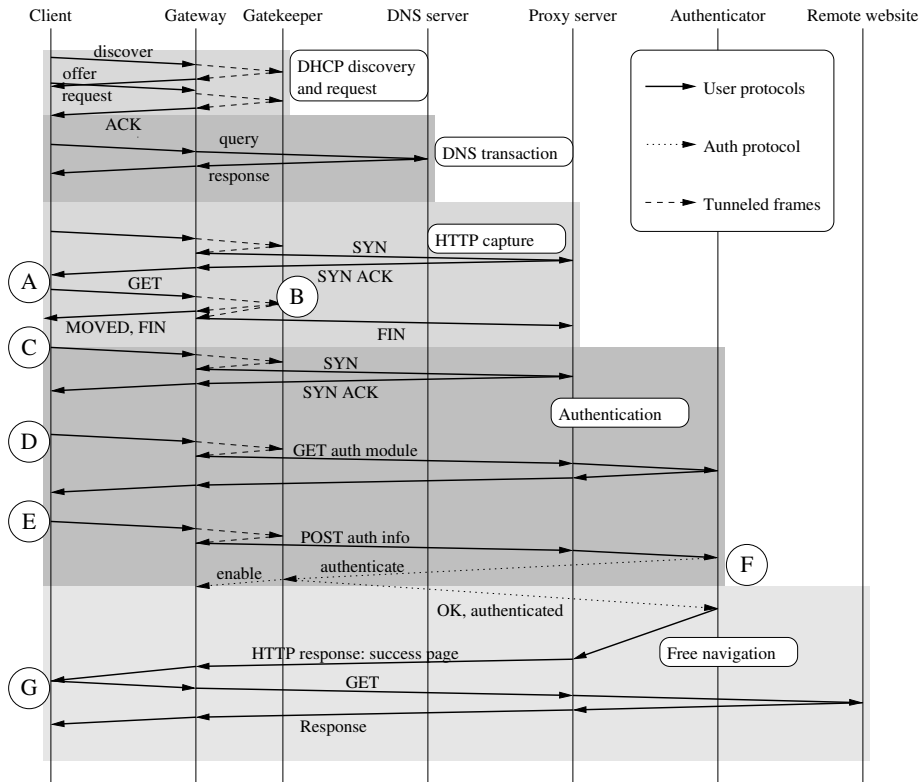 Client Gateway Gatekeeper DNS server Proxy server Authenticator Remote website
discover
offer
request
DHCP discovery
and request
ACK
User protocols
Auth protocol
Tunneled frames
query
response
DNS transaction
HTTP capture
SYN
SYN ACK
A
GET
B
MOVED, FIN
FIN
C
SYN
SYN ACK
Authentication
D
GET auth module
E
POST auth info
F
authenticate
enable
OK, authenticated
HTTP response: success page
Free navigation
G
GET
Response